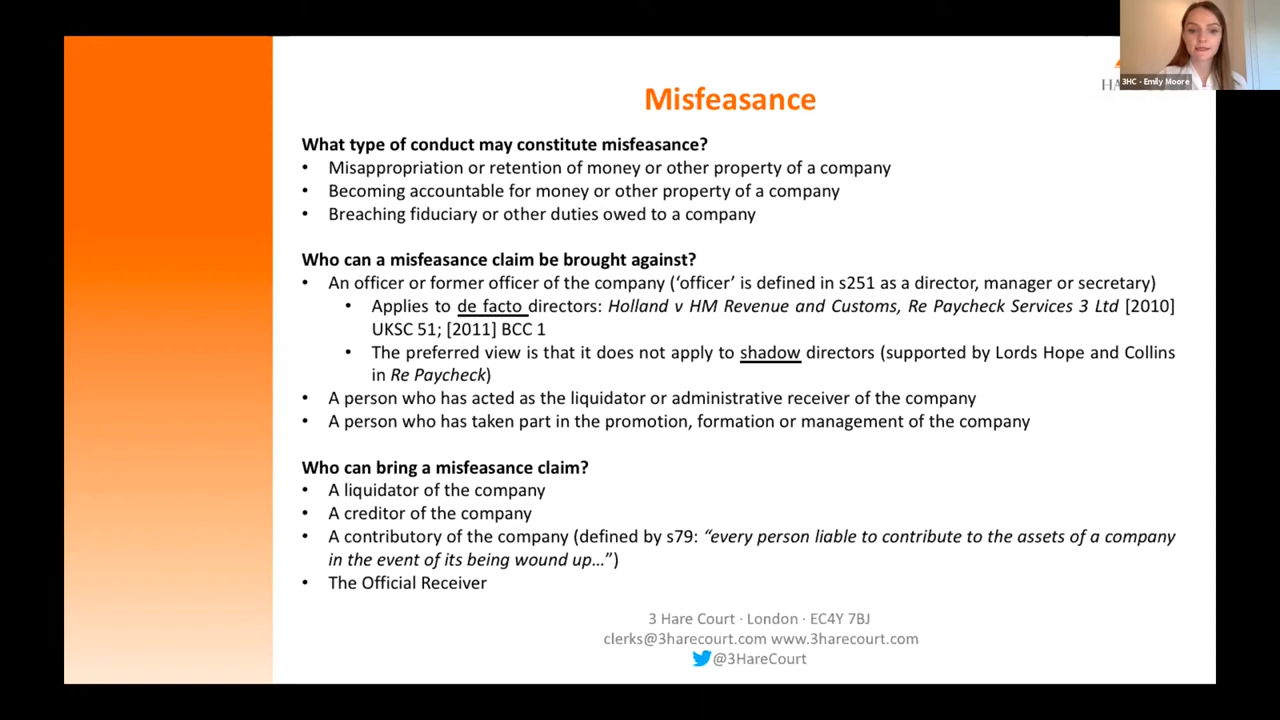 3HC - Emily Moore
Misfeasance
What type of conduct may constitute misfeasance?
• Misappropriation or retention of money or other property of a company
• Becoming accountable for money or other property of a company
• Breaching fiduciary or other duties owed to a company
Who can a misfeasance claim be brought against?
• An officer or former officer of the company (‘officer’ is defined in s251 as a director, manager or secretary)
• Applies to de facto directors: Holland v HM Revenue and Customs, Re Paycheck Services 3 Ltd [2010]
UKSC 51; [2011] BCC 1
• The preferred view is that it does not apply to shadow directors (supported by Lords Hope and Collins
in Re Paycheck)
• A person who has acted as the liquidator or administrative receiver of the company
• A person who has taken part in the promotion, formation or management of the company
Who can bring a misfeasance claim?
• A liquidator of the company
• A creditor of the company
• A contributory of the company (defined by s79: “every person liable to contribute to the assets of a company
in the event of its being wound up…”)
• The Official Receiver
3 Hare Court · London · EC4Y 7BJ
clerks@3harecourt.com www.3harecourt.com
@3HareCourt